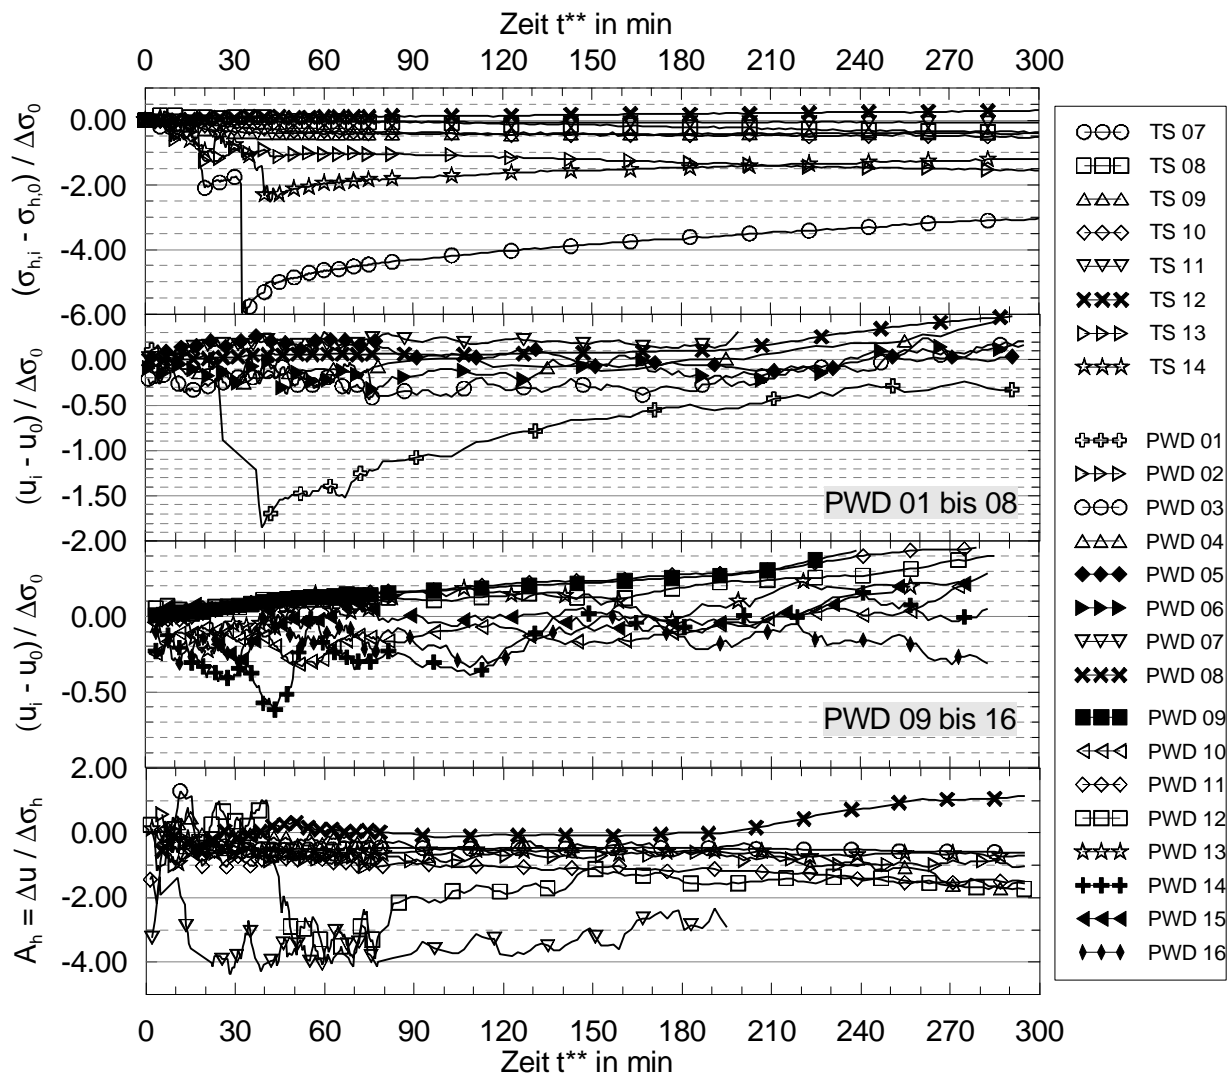 Zeit t** in min
0 30 60 90 120 150 180 210 240 270 300
(σh,i - σh,0) / Δσ0
0.00
-2.00
-4.00
-6.00
TS 07
TS 08
TS 09
TS 10
TS 11
TS 12
TS 13
TS 14
(ui - u0) / Δσ0
0.00
-0.50
-1.00
-1.50
-2.00
PWD 01 bis 08
PWD 01
PWD 02
PWD 03
PWD 04
PWD 05
PWD 06
PWD 07
PWD 08
(ui - u0) / Δσ0
0.00
-0.50
PWD 09 bis 16
PWD 09
PWD 10
PWD 11
PWD 12
PWD 13
PWD 14
PWD 15
PWD 16
Ah = Δu / Δσh
2.00
0.00
-2.00
-4.00
0 30 60 90 120 150 180 210 240 270 300
Zeit t** in min